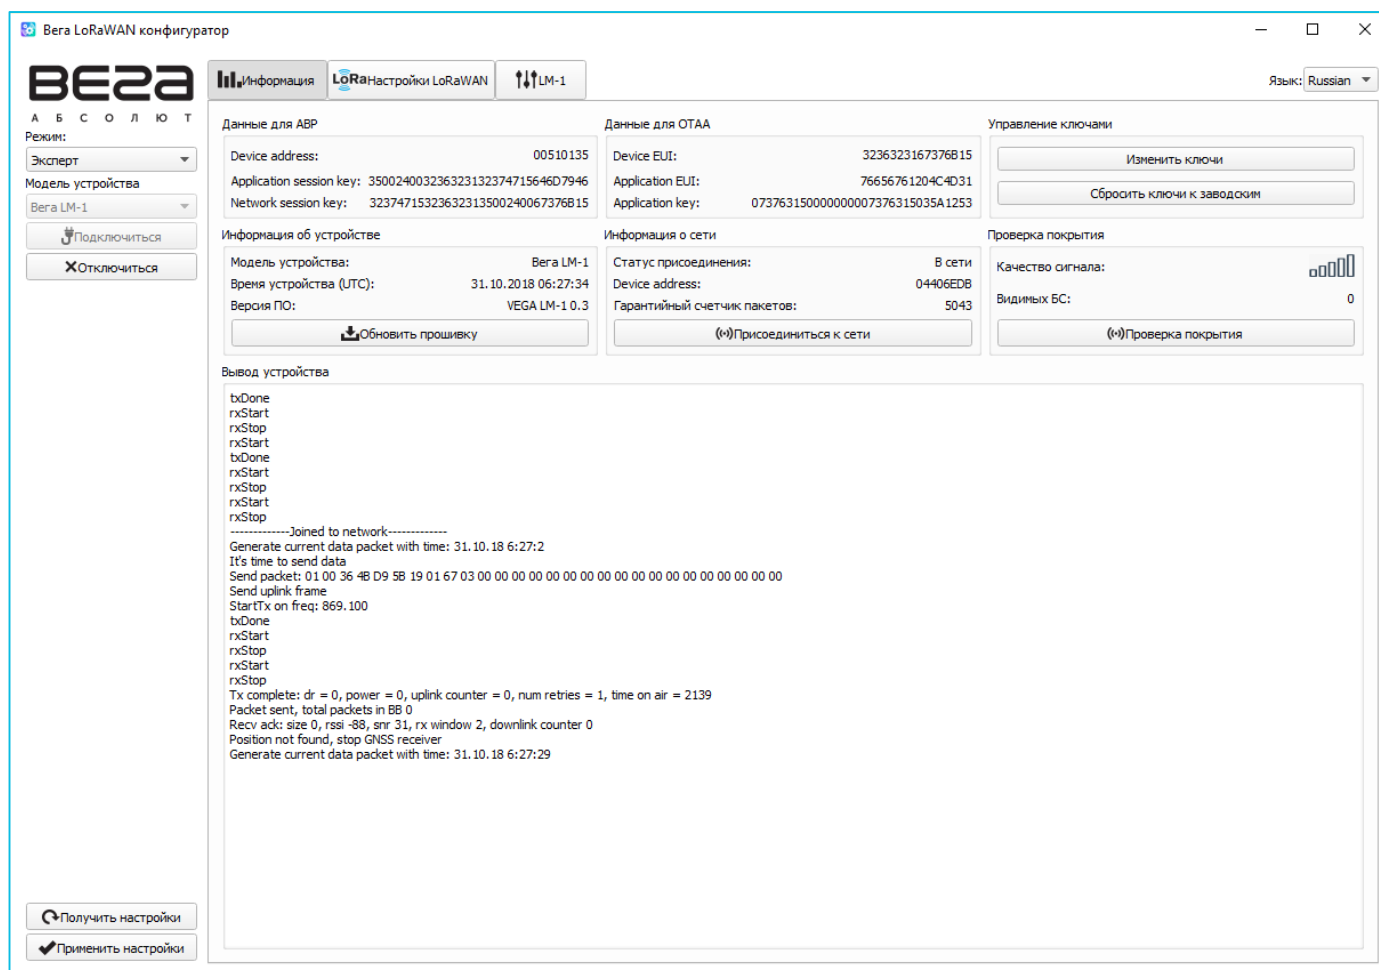 Вега LoRaWAN конфигуратор
ВЕГА
АБСОЛЮТ
Информация
LoRa Настройки LoRaWAN
LM-1
Язык: Russian
Режим:
Эксперт
Модель устройства
Вега LM-1
Подключиться
Отключиться
Данные для ABP
Device address: 00510135
Application session key: 350024003236323132374715646D7946
Network session key: 32374715323632313500240067376B15
Данные для OTAA
Device EUI: 3236323167376B15
Application EUI: 76656761204C4D31
Application key: 07376315000000007376315035A1253
Управление ключами
Изменить ключи
Сбросить ключи к заводским
Информация об устройстве
Модель устройства: Вега LM-1
Время устройства (UTC): 31.10.2018 06:27:34
Версия ПО: VEGA LM-1 0.3
Обновить прошивку
Информация о сети
Статус присоединения: В сети
Device address: 04406EDB
Гарантийный счетчик пакетов: 5043
Присоединиться к сети
Проверка покрытия
Качество сигнала:
Видимых БС: 0
Проверка покрытия
Вывод устройства
txDone
rxStart
rxStop
rxStart
txDone
rxStart
rxStop
rxStart
rxStop
-------------Joined to network-------------
Generate current data packet with time: 31.10.18 6:27:2
It's time to send data
Send packet: 01 00 36 4B D9 5B 19 01 67 03 00 00 00 00 00 00 00 00 00 00 00 00 00 00 00 00 00 00
Send uplink frame
StartTx on freq: 869.100
txDone
rxStart
rxStop
rxStart
rxStop
Tx complete: dr = 0, power = 0, uplink counter = 0, num retries = 1, time on air = 2139
Packet sent, total packets in BB 0
Recv ack: size 0, rssi -88, snr 31, rx window 2, downlink counter 0
Position not found, stop GNSS receiver
Generate current data packet with time: 31.10.18 6:27:29
Получить настройки
Применить настройки